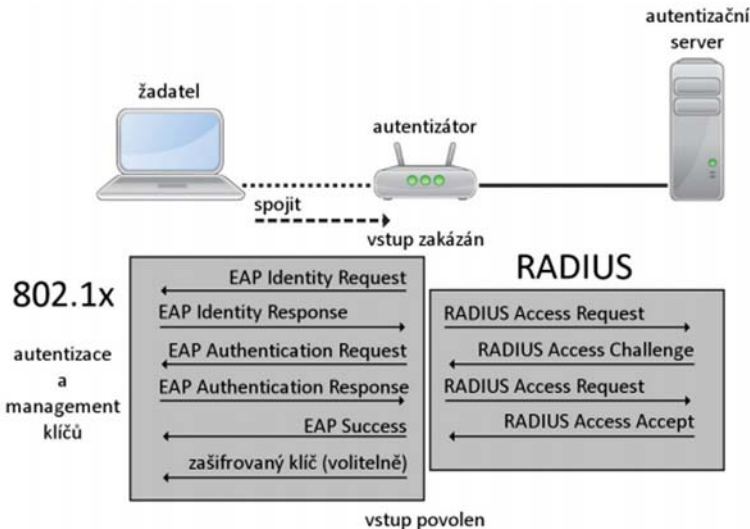 autentizační
server
žadatel
autentizátor
spojit
vstup zakázán
802.1x
autentizace
a
management
klíčů
EAP Identity Request
EAP Identity Response
EAP Authentication Request
EAP Authentication Response
EAP Success
zašifrovaný klíč (volitelně)
RADIUS
RADIUS Access Request
RADIUS Access Challenge
RADIUS Access Request
RADIUS Access Accept
vstup povolen